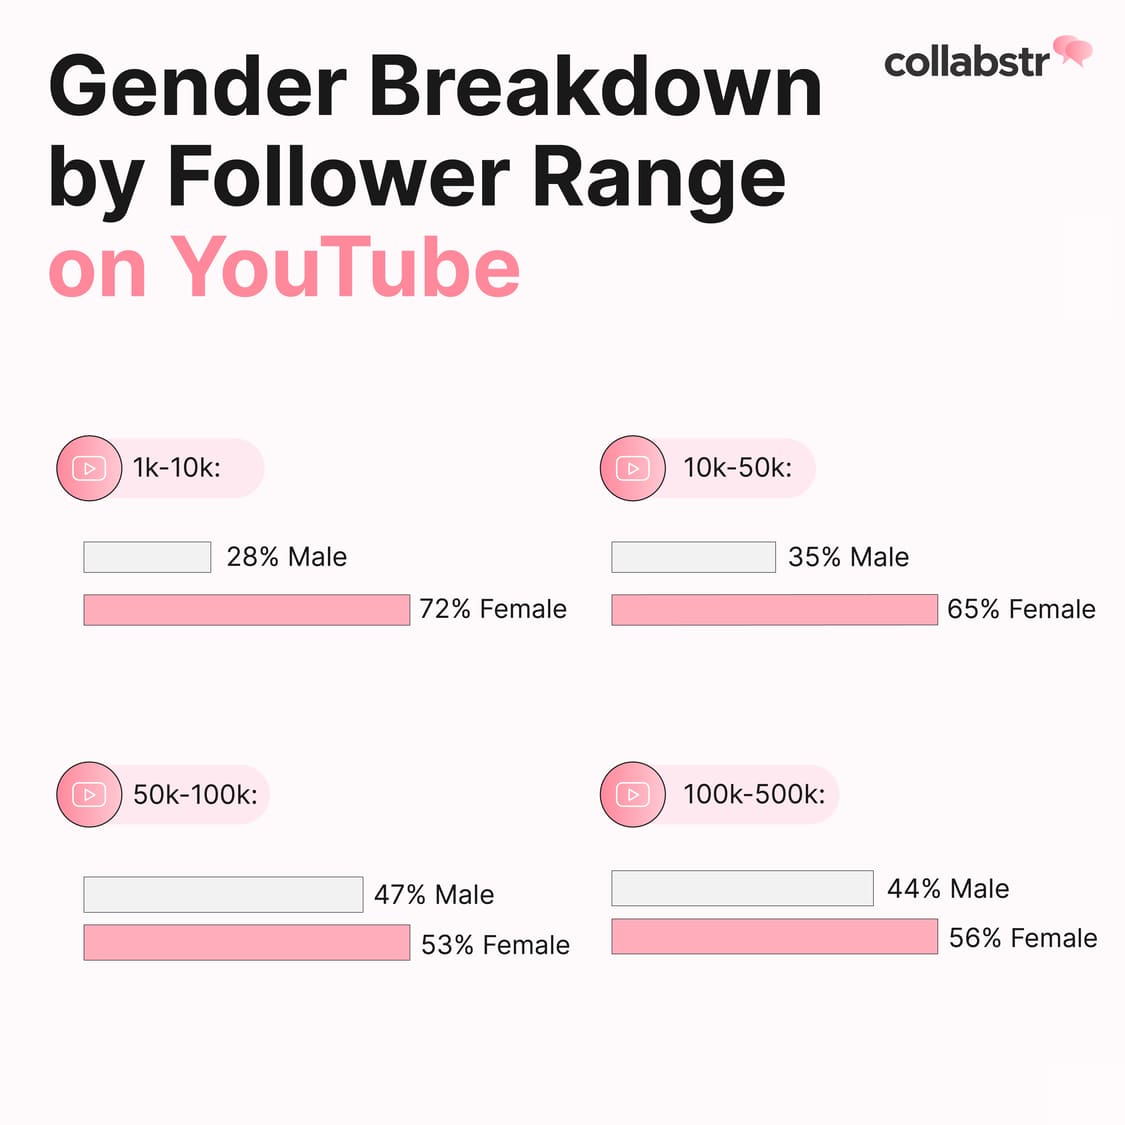 Gender Breakdown
by Follower Range
on YouTube
collabstr
1k-10k:
28% Male
72% Female
10k-50k:
35% Male
65% Female
50k-100k:
47% Male
53% Female
100k-500k:
44% Male
56% Female